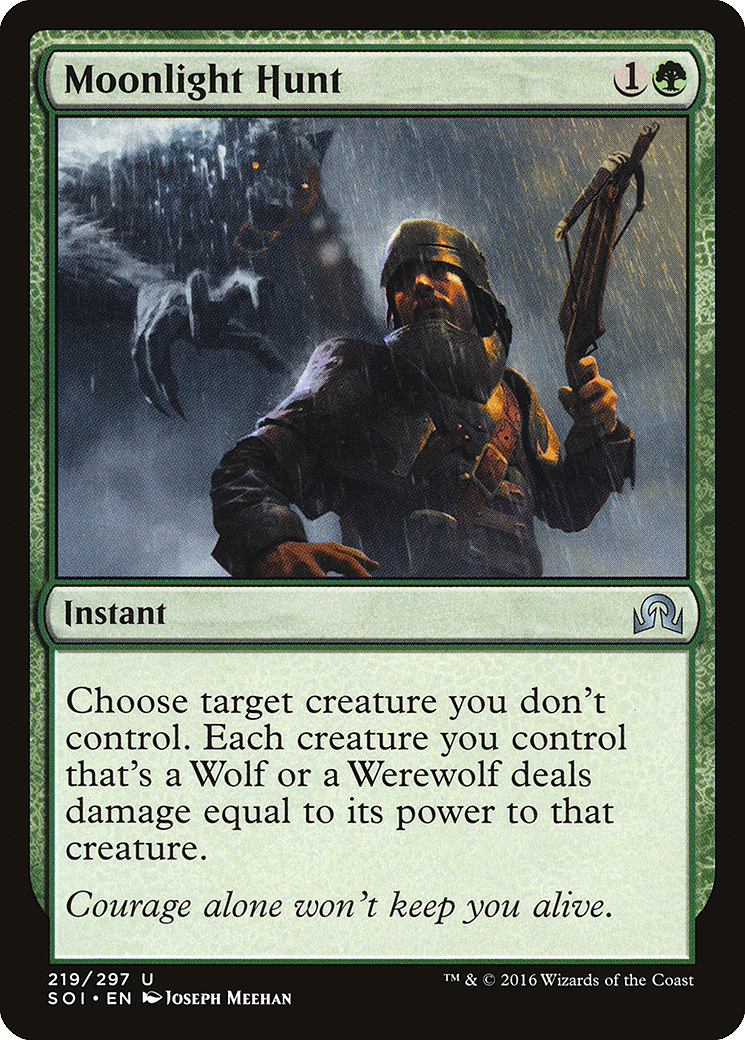 Moonlight Hunt 1
Instant
Choose target creature you don't
control. Each creature you control
that's a Wolf or a Werewolf deals
damage equal to its power to that
creature.
Courage alone won't keep you alive.
219/297 U
SOI • EN Joseph Meehan
™ & © 2016 Wizards of the Coast